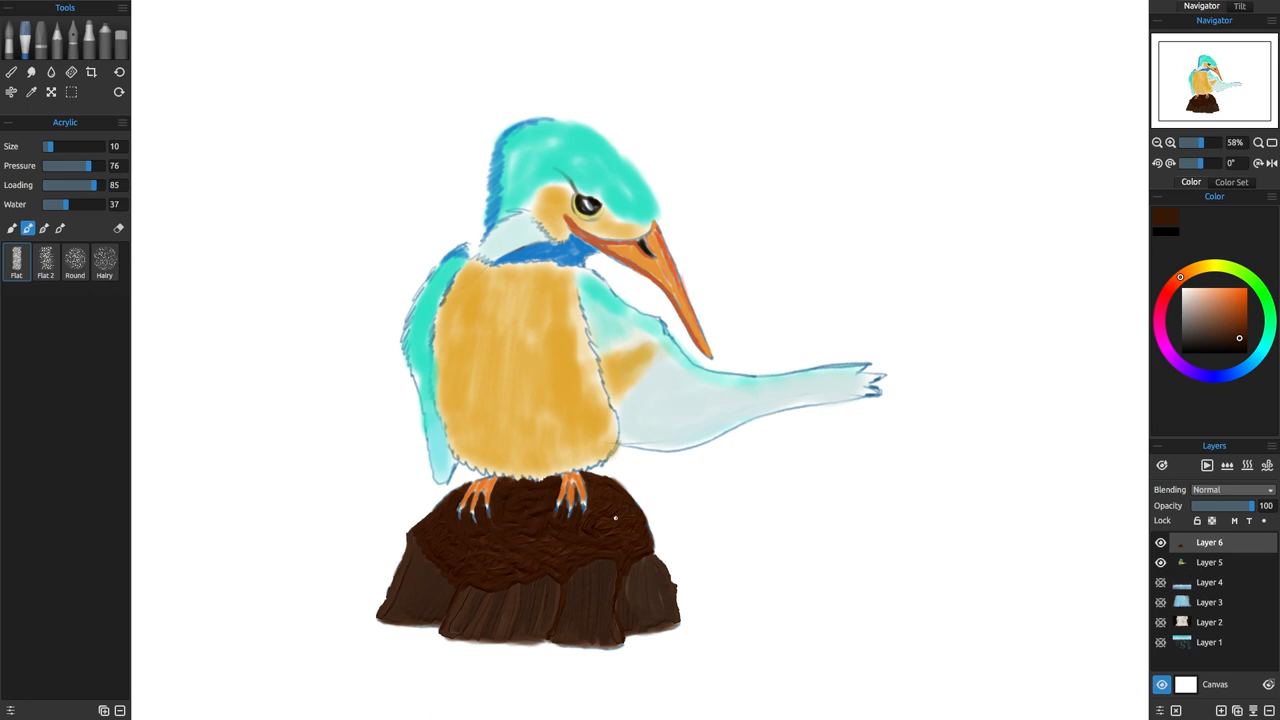 Tools
Acrylic
Size 10
Pressure 76
Loading 85
Water 37
Flat Flat 2 Round Hairy
Navigator Tilt
Navigator
58%
0°
Color Color Set
Color
Layers
Blending Normal
Opacity 100
Lock M T
Layer 6
Layer 5
Layer 4
Layer 3
Layer 2
Layer 1
Canvas